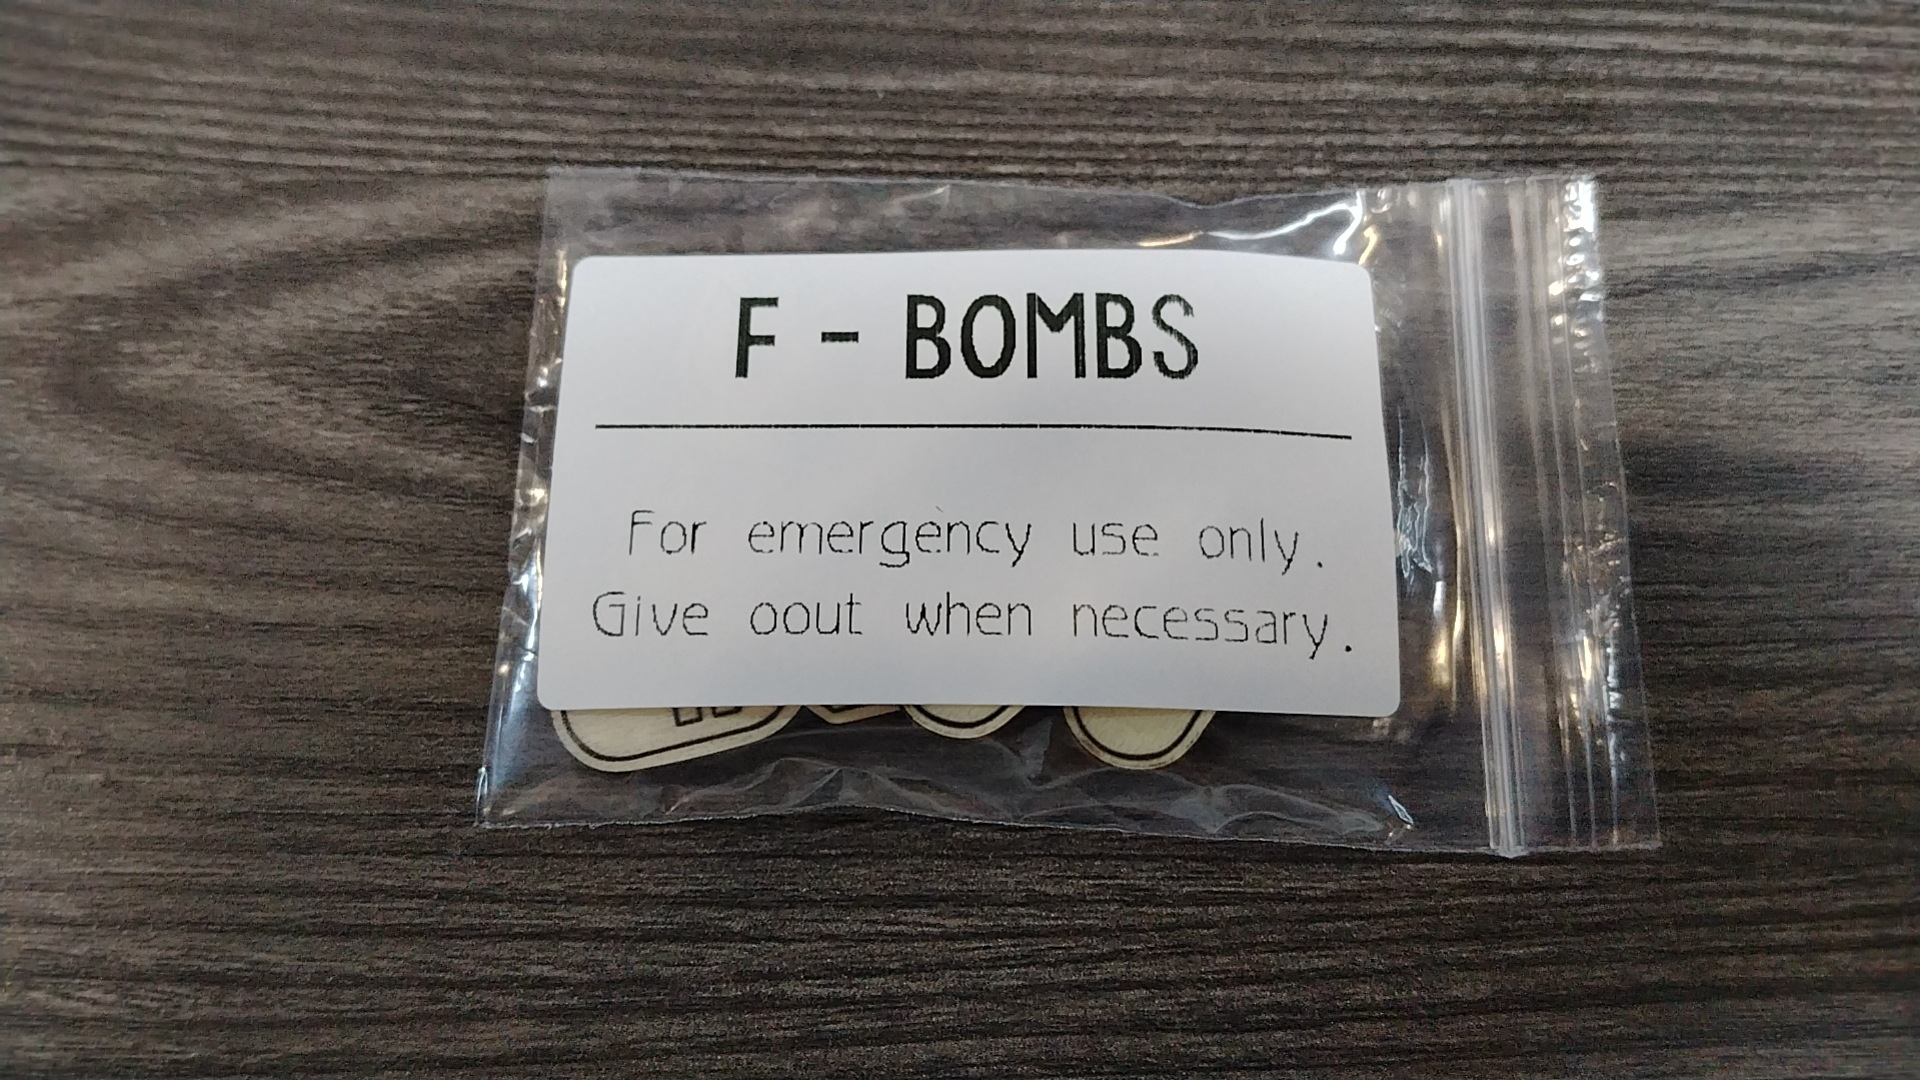 F - BOMBS
For emergency use only.
Give oout when necessary.